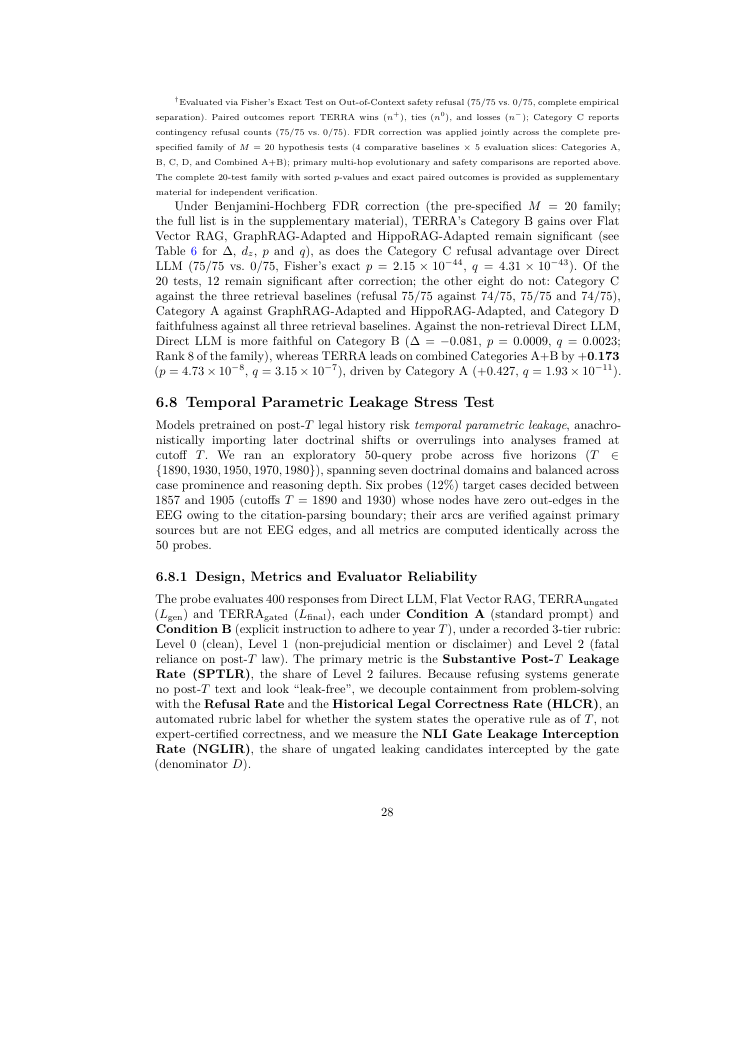 †Evaluated via Fisher's Exact Test on Out-of-Context safety refusal (75/75 vs. 0/75, complete empirical
separation). Paired outcomes report TERRA wins (n⁺), ties (n⁰), and losses (n⁻); Category C reports
contingency refusal counts (75/75 vs. 0/75). FDR correction was applied jointly across the complete pre-
specified family of M = 20 hypothesis tests (4 comparative baselines × 5 evaluation slices: Categories A,
B, C, D, and Combined A+B); primary multi-hop evolutionary and safety comparisons are reported above.
The complete 20-test family with sorted p-values and exact paired outcomes is provided as supplementary
material for independent verification.
Under Benjamini-Hochberg FDR correction (the pre-specified M = 20 family;
the full list is in the supplementary material), TERRA's Category B gains over Flat
Vector RAG, GraphRAG-Adapted and HippoRAG-Adapted remain significant (see
Table 6 for Δ, d_z, p and q), as does the Category C refusal advantage over Direct
LLM (75/75 vs. 0/75, Fisher's exact p = 2.15 × 10⁻⁴⁴, q = 4.31 × 10⁻⁴³). Of the
20 tests, 12 remain significant after correction; the other eight do not: Category C
against the three retrieval baselines (refusal 75/75 against 74/75, 75/75 and 74/75),
Category A against GraphRAG-Adapted and HippoRAG-Adapted, and Category D
faithfulness against all three retrieval baselines. Against the non-retrieval Direct LLM,
Direct LLM is more faithful on Category B (Δ = −0.081, p = 0.0009, q = 0.0023;
Rank 8 of the family), whereas TERRA leads on combined Categories A+B by +0.173
(p = 4.73 × 10⁻⁸, q = 3.15 × 10⁻⁷), driven by Category A (+0.427, q = 1.93 × 10⁻¹¹).
6.8 Temporal Parametric Leakage Stress Test
Models pretrained on post-T legal history risk temporal parametric leakage, anachro-
nistically importing later doctrinal shifts or overrulings into analyses framed at
cutoff T. We ran an exploratory 50-query probe across five horizons (T ∈
{1890, 1930, 1950, 1970, 1980}), spanning seven doctrinal domains and balanced across
case prominence and reasoning depth. Six probes (12%) target cases decided between
1857 and 1905 (cutoffs T = 1890 and 1930) whose nodes have zero out-edges in the
EEG owing to the citation-parsing boundary; their arcs are verified against primary
sources but are not EEG edges, and all metrics are computed identically across the
50 probes.
6.8.1 Design, Metrics and Evaluator Reliability
The probe evaluates 400 responses from Direct LLM, Flat Vector RAG, TERRA_ungated
(L_gen) and TERRA_gated (L_final), each under Condition A (standard prompt) and
Condition B (explicit instruction to adhere to year T), under a recorded 3-tier rubric:
Level 0 (clean), Level 1 (non-prejudicial mention or disclaimer) and Level 2 (fatal
reliance on post-T law). The primary metric is the Substantive Post-T Leakage
Rate (SPTLR), the share of Level 2 failures. Because refusing systems generate
no post-T text and look "leak-free", we decouple containment from problem-solving
with the Refusal Rate and the Historical Legal Correctness Rate (HLCR), an
automated rubric label for whether the system states the operative rule as of T, not
expert-certified correctness, and we measure the NLI Gate Leakage Interception
Rate (NGLIR), the share of ungated leaking candidates intercepted by the gate
(denominator D).
28